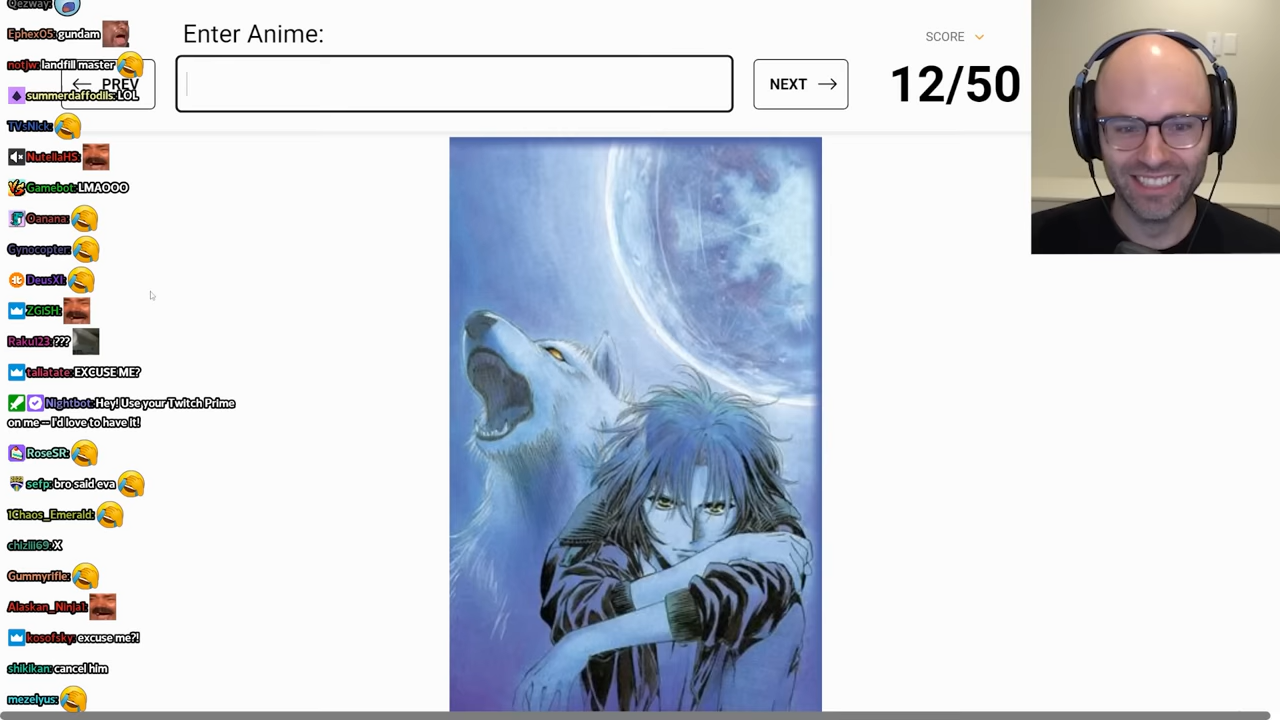 Qezway:
Ephex05: gundam
notjw: landfill master
summerdaffodils: LOL
TVsNick:
NutellaHS:
Gamebot: LMAOOO
Oanana:
Gynocopter:
DeusXI:
ZGISH:
Raku123: ???
tallatate: EXCUSE ME?
Nightbot: Hey! Use your Twitch Prime
on me -- I'd love to have it!
RoseSR:
sefp: bro said eva
1Chaos_Emerald:
chiziii69: X
Gummyrifle:
Alaskan_Ninja1:
kosofsky: excuse me?!
shikikan: cancel him
mezelyus:
Enter Anime:
← PREV
NEXT →
SCORE
12/50